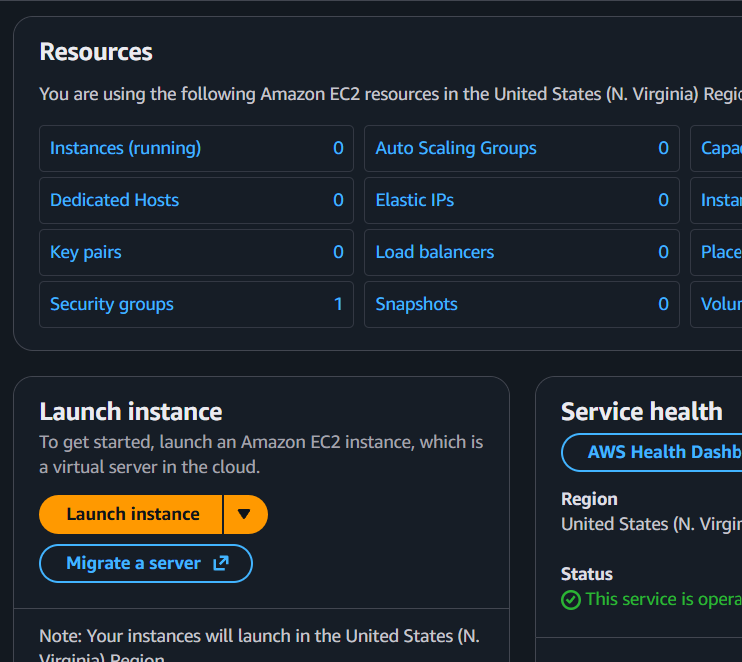 Resources
You are using the following Amazon EC2 resources in the United States (N. Virginia) Regio
Instances (running) 0 Auto Scaling Groups 0 Capac
Dedicated Hosts 0 Elastic IPs 0 Instan
Key pairs 0 Load balancers 0 Place
Security groups 1 Snapshots 0 Volum
Launch instance
To get started, launch an Amazon EC2 instance, which is
a virtual server in the cloud.
Launch instance
Migrate a server
Note: Your instances will launch in the United States (N.
Virginia) Region
Service health
AWS Health Dashb
Region
United States (N. Virgin
Status
This service is opera